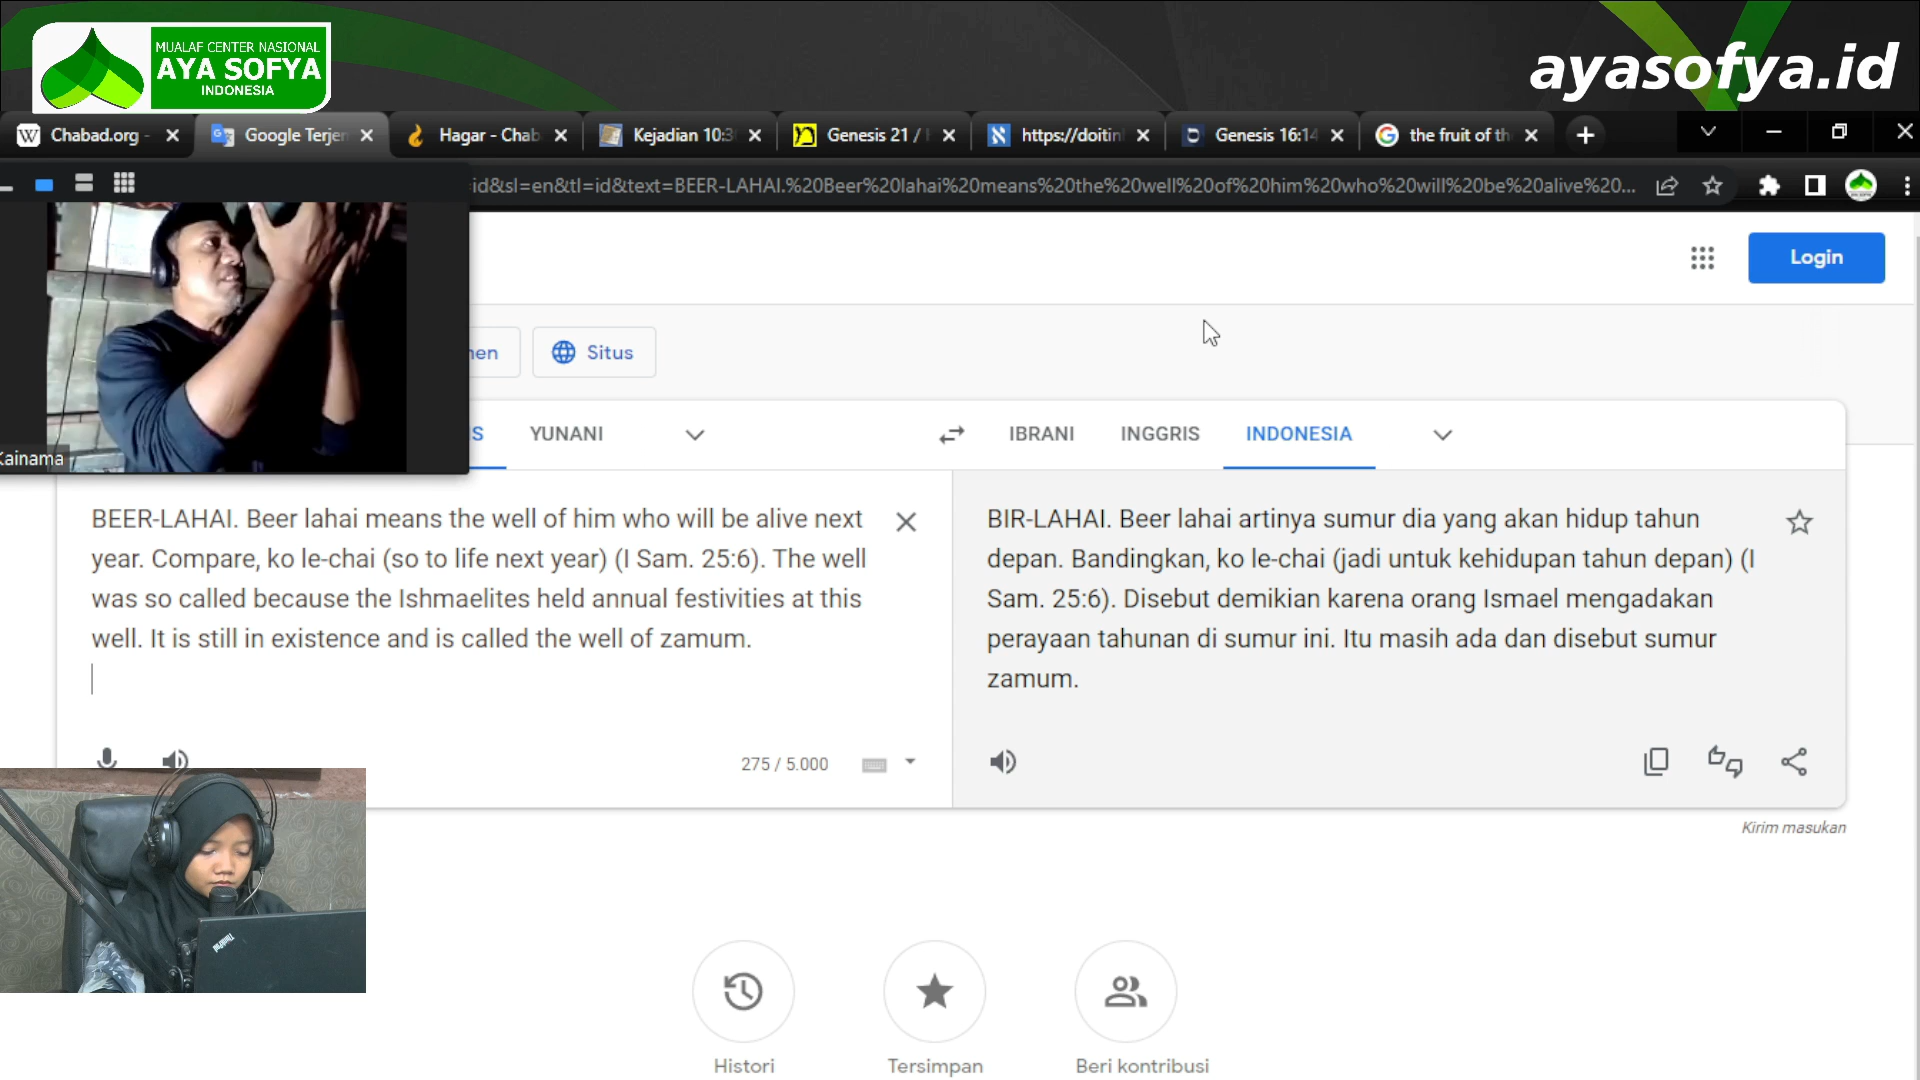 MUALAF CENTER NASIONAL
AYA SOFYA
INDONESIA
ayasofya.id
Chabad.org -
Google Terjem
Hagar - Chab
Kejadian 10:3
Genesis 21 /
https://doitin
Genesis 16:14
the fruit of th
=id&sl=en&tl=id&text=BEER-LAHAI.%20Beer%20lahai%20means%20the%20well%20of%20him%20who%20will%20be%20alive%20...
Login
Situs
YUNANI
IBRANI
INGGRIS
INDONESIA
Kainama
BEER-LAHAI. Beer lahai means the well of him who will be alive next
year. Compare, ko le-chai (so to life next year) (I Sam. 25:6). The well
was so called because the Ishmaelites held annual festivities at this
well. It is still in existence and is called the well of zamum.
275 / 5.000
BIR-LAHAI. Beer lahai artinya sumur dia yang akan hidup tahun
depan. Bandingkan, ko le-chai (jadi untuk kehidupan tahun depan) (I
Sam. 25:6). Disebut demikian karena orang Ismael mengadakan
perayaan tahunan di sumur ini. Itu masih ada dan disebut sumur
zamum.
Kirim masukan
ThinkPad
Histori
Tersimpan
Beri kontribusi